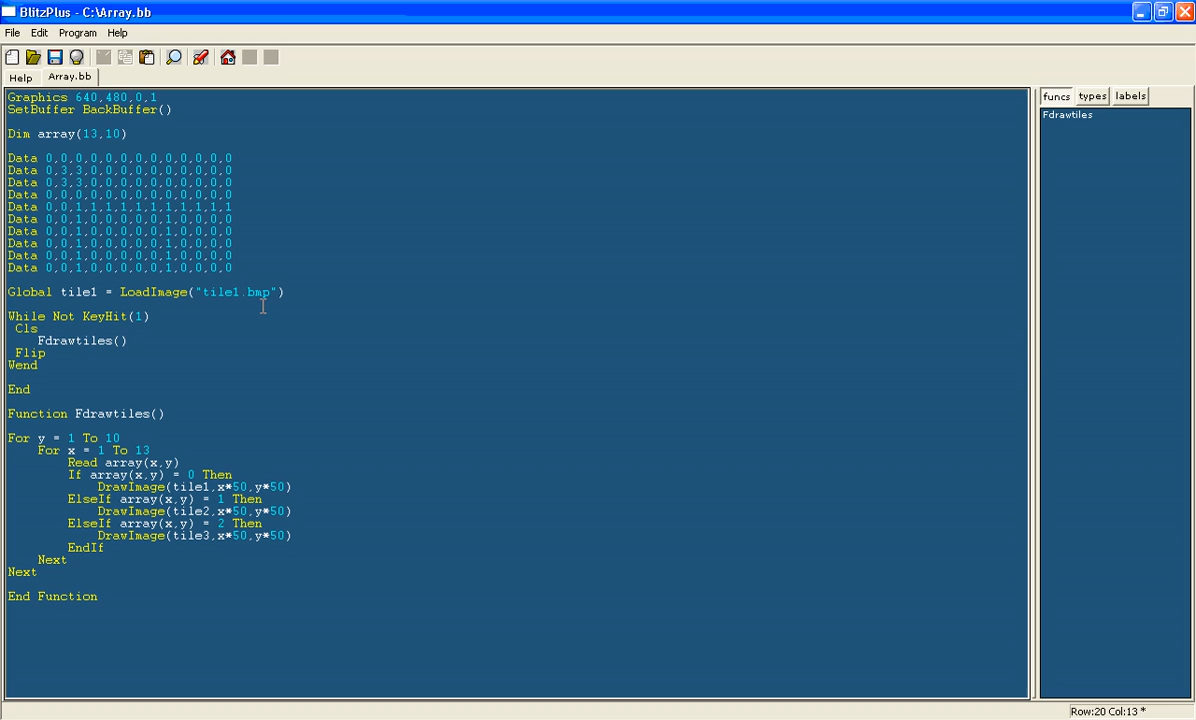 BlitzPlus - C:\Array.bb
File Edit Program Help
Help Array.bb
Graphics 640,480,0,1
SetBuffer BackBuffer()
Dim array(13,10)
Data 0,0,0,0,0,0,0,0,0,0,0,0,0
Data 0,3,3,0,0,0,0,0,0,0,0,0,0
Data 0,3,3,0,0,0,0,0,0,0,0,0,0
Data 0,0,0,0,0,0,0,0,0,0,0,0,0
Data 0,0,1,1,1,1,1,1,1,1,1,1,1
Data 0,0,1,0,0,0,0,0,1,0,0,0,0
Data 0,0,1,0,0,0,0,0,1,0,0,0,0
Data 0,0,1,0,0,0,0,0,1,0,0,0,0
Data 0,0,1,0,0,0,0,0,1,0,0,0,0
Data 0,0,1,0,0,0,0,0,1,0,0,0,0
Global tile1 = LoadImage("tile1.bmp")
While Not KeyHit(1)
Cls
Fdrawtiles()
Flip
Wend
End
Function Fdrawtiles()
For y = 1 To 10
For x = 1 To 13
Read array(x,y)
If array(x,y) = 0 Then
DrawImage(tile1,x*50,y*50)
ElseIf array(x,y) = 1 Then
DrawImage(tile2,x*50,y*50)
ElseIf array(x,y) = 2 Then
DrawImage(tile3,x*50,y*50)
EndIf
Next
Next
End Function
funcs types labels
Fdrawtiles
Row:20 Col:13 *